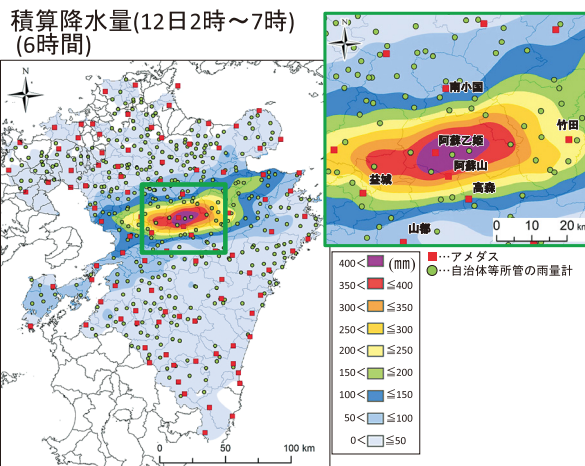 積算降水量(12日2時～7時)
(6時間)
N
N
南小国
竹田
阿蘇乙姫
阿蘇山
益城
高森
山都
0 10 20 km
0 50 100 km
400< (mm)
350< ≦400
300< ≦350
250< ≦300
200< ≦250
150< ≦200
100< ≦150
50< ≦100
0< ≦50
…アメダス
…自治体等所管の雨量計